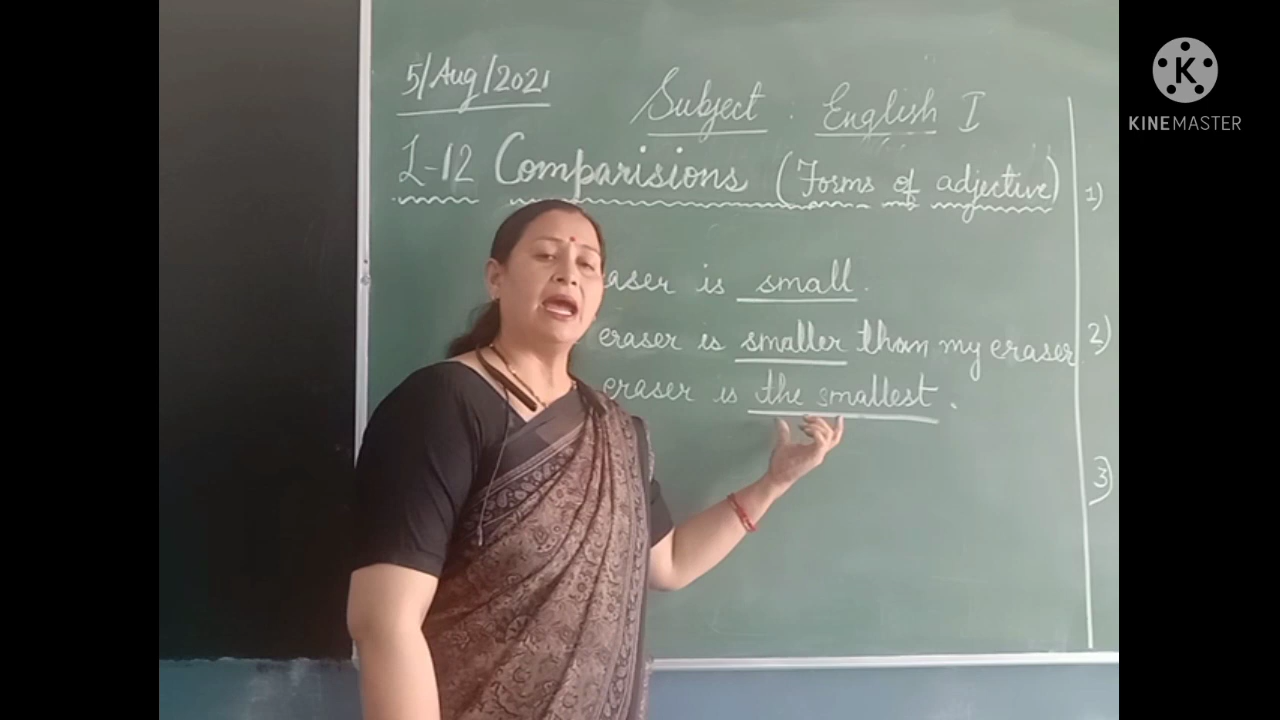 5/Aug/2021
Subject . English I
L-12 Comparisions (Forms of adjective)
1)
aser is small.
eraser is smaller than my eraser
2)
eraser is the smallest.
3)
KINEMASTER